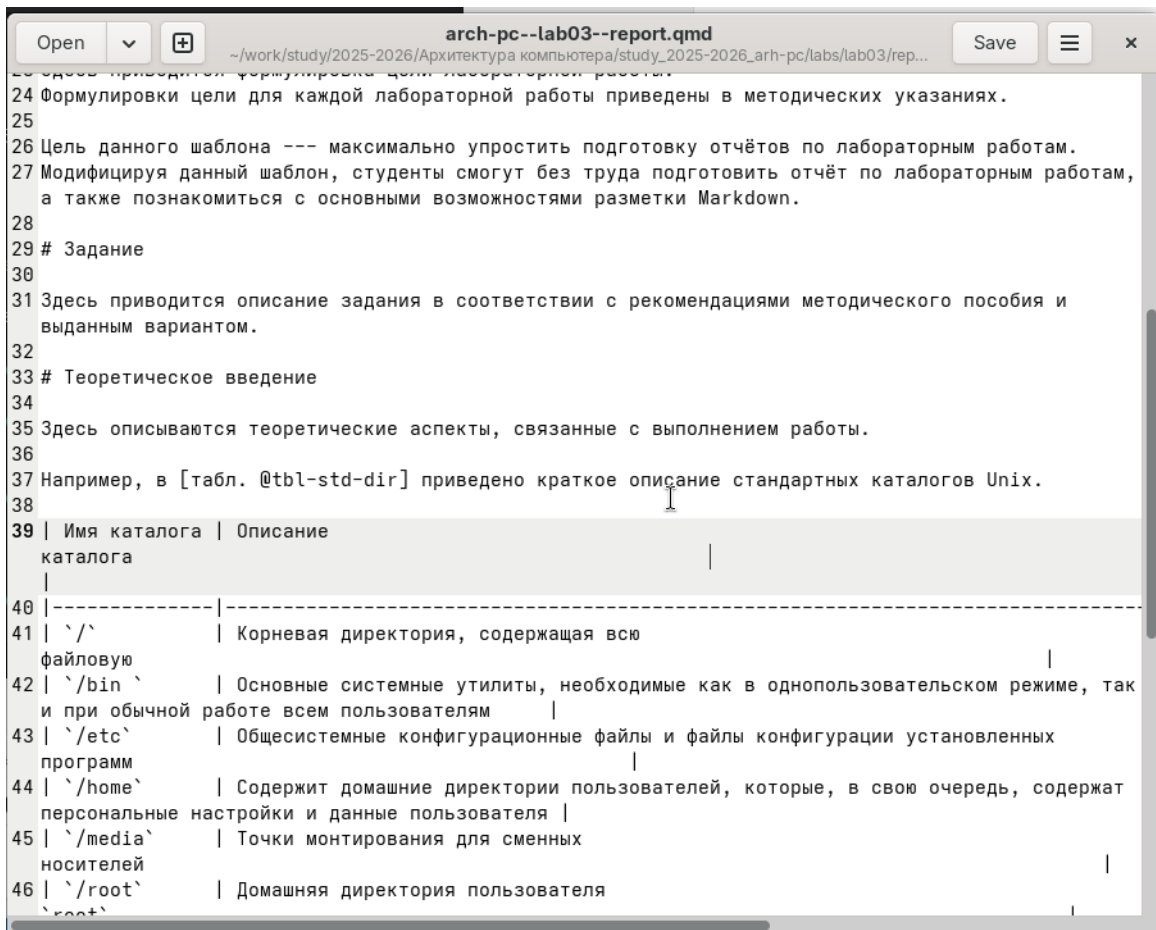 Open
arch-pc--lab03--report.qmd
~/work/study/2025-2026/Архитектура компьютера/study_2025-2026_arh-pc/labs/lab03/rep...
Save
23 Здесь приводится формулировка цели лабораторной работы.
24 Формулировки цели для каждой лабораторной работы приведены в методических указаниях.
25
26 Цель данного шаблона --- максимально упростить подготовку отчётов по лабораторным работам.
27 Модифицируя данный шаблон, студенты смогут без труда подготовить отчёт по лабораторным работам,
а также познакомиться с основными возможностями разметки Markdown.
28
29 # Задание
30
31 Здесь приводится описание задания в соответствии с рекомендациями методического пособия и
выданным вариантом.
32
33 # Теоретическое введение
34
35 Здесь описываются теоретические аспекты, связанные с выполнением работы.
36
37 Например, в [табл. @tbl-std-dir] приведено краткое описание стандартных каталогов Unix.
38
39 | Имя каталога | Описание
каталога
|
40 |--------------|--------------------------------------------------------------------------------
41 | `/` | Корневая директория, содержащая всю
файловую |
42 | `/bin ` | Основные системные утилиты, необходимые как в однопользовательском режиме, так
и при обычной работе всем пользователям |
43 | `/etc` | Общесистемные конфигурационные файлы и файлы конфигурации установленных
программ |
44 | `/home` | Содержит домашние директории пользователей, которые, в свою очередь, содержат
персональные настройки и данные пользователя |
45 | `/media` | Точки монтирования для сменных
носителей |
46 | `/root` | Домашняя директория пользователя
`root` |